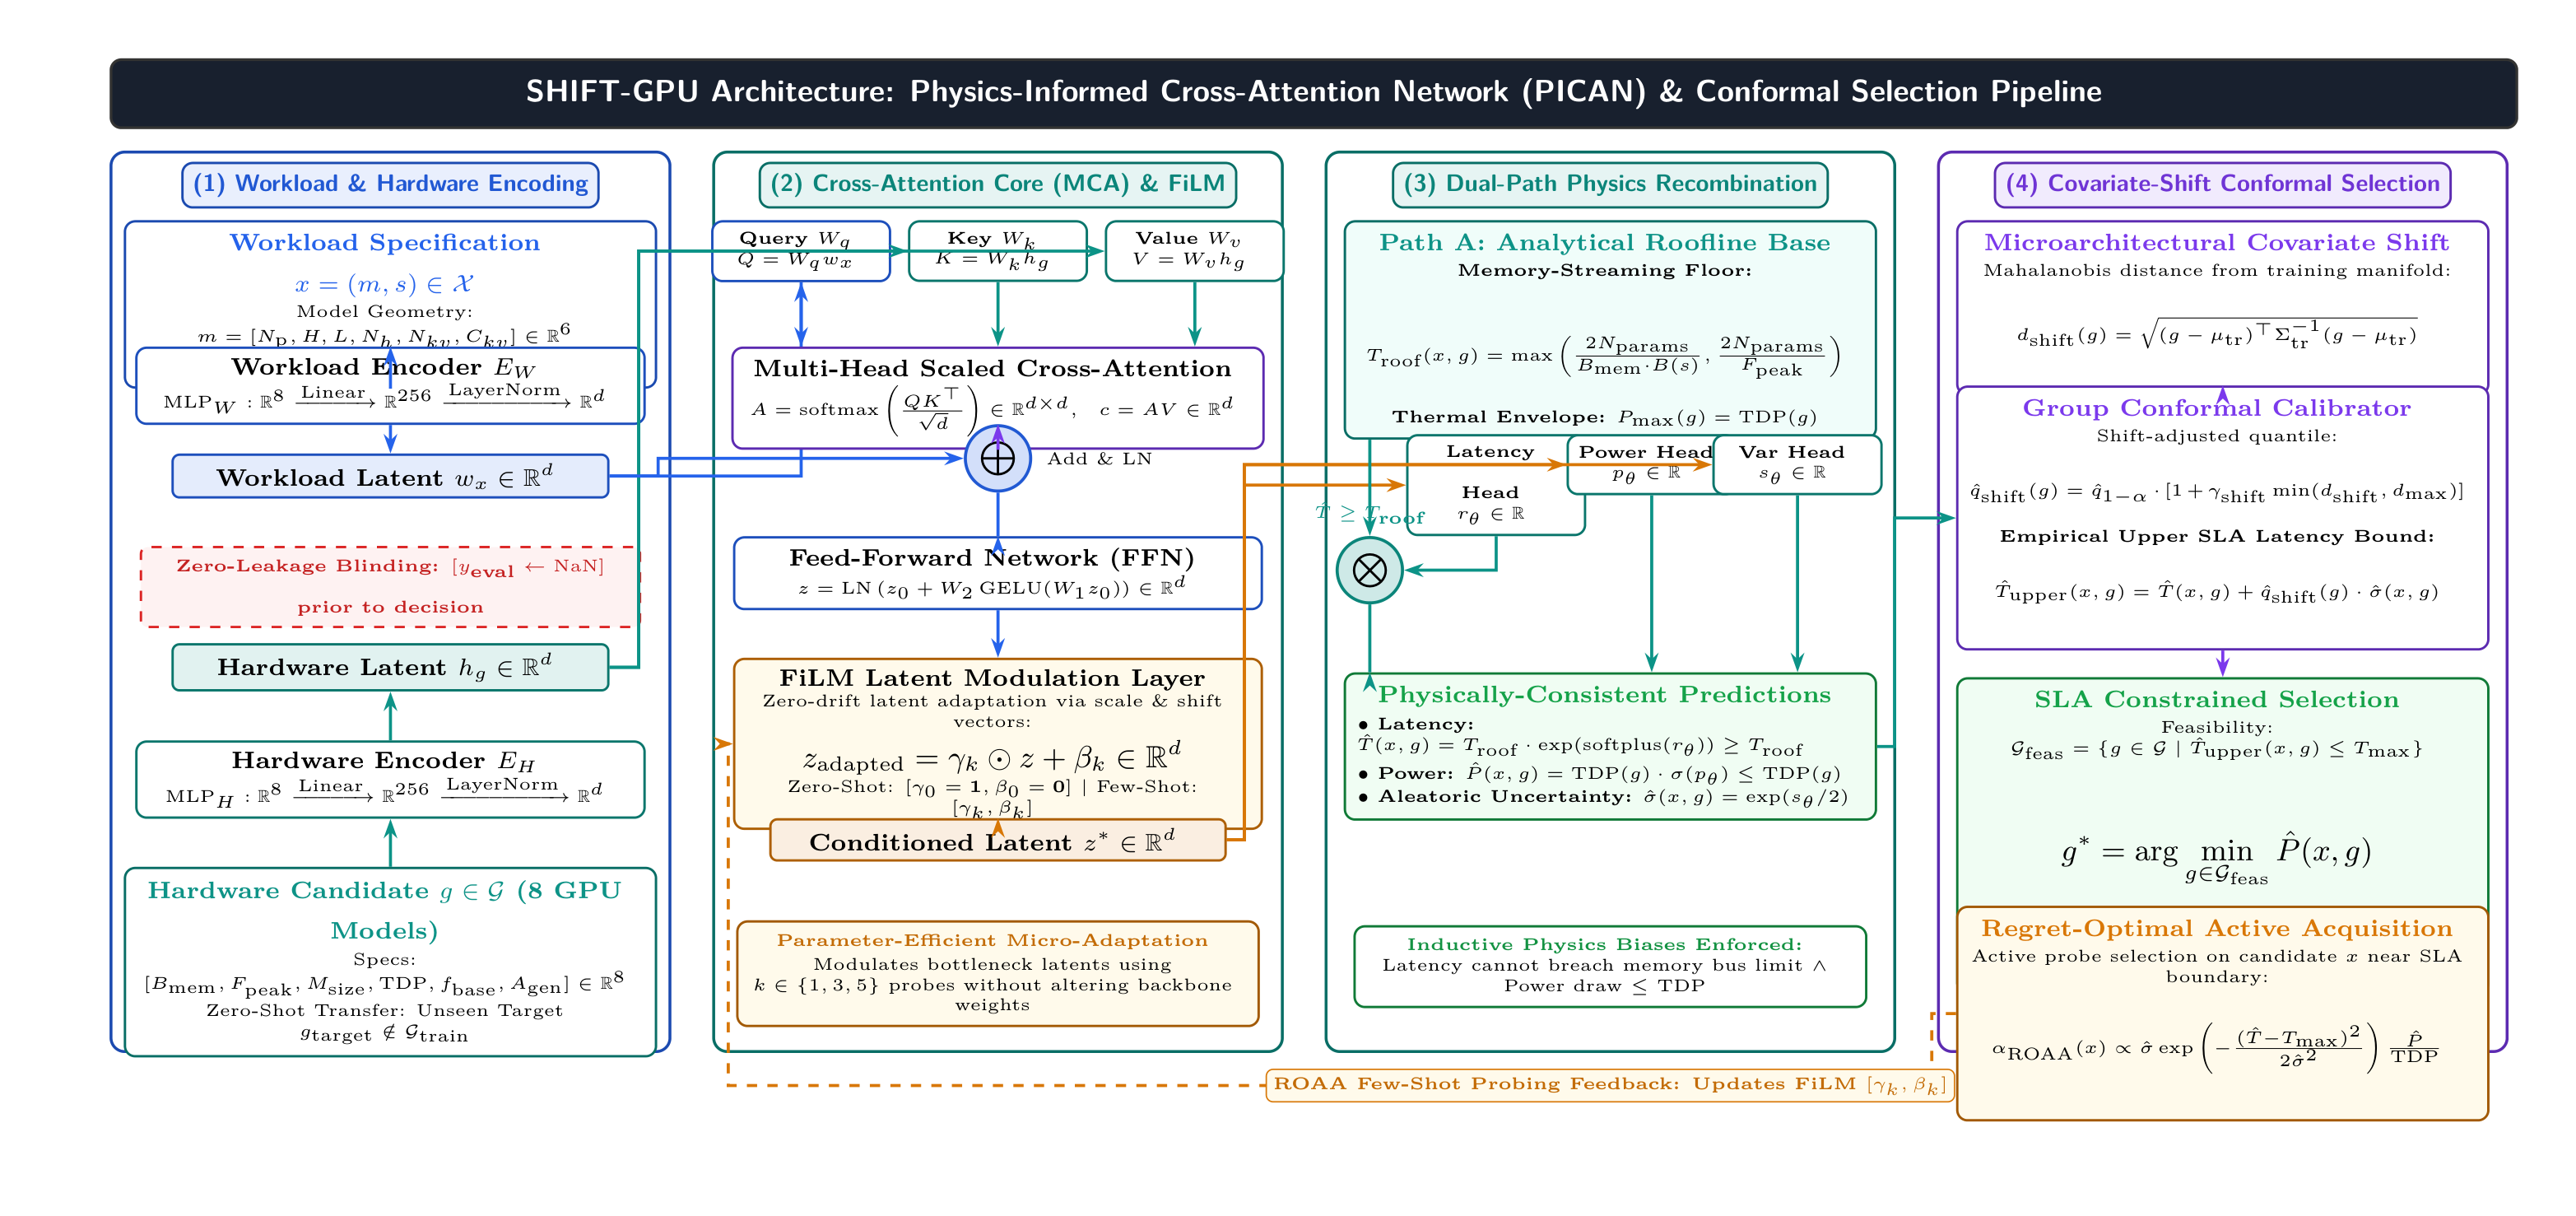 SHIFT-GPU Architecture: Physics-Informed Cross-Attention Network (PICAN) & Conformal Selection Pipeline
(1) Workload & Hardware Encoding
Workload Specification
x = (m, s) ∈ 𝒳
Model Geometry:
m = [N_p, H, L, N_h, N_kv, C_kv] ∈ ℝ^6
Workload Encoder E_W
MLP_W : ℝ^8 —Linear→ ℝ^256 —LayerNorm→ ℝ^d
Workload Latent w_x ∈ ℝ^d
Zero-Leakage Blinding: [y_eval ← NaN]
prior to decision
Hardware Latent h_g ∈ ℝ^d
Hardware Encoder E_H
MLP_H : ℝ^8 —Linear→ ℝ^256 —LayerNorm→ ℝ^d
Hardware Candidate g ∈ 𝒢 (8 GPU
Models)
Specs:
[B_mem, F_peak, M_size, TDP, f_base, A_gen] ∈ ℝ^8
Zero-Shot Transfer: Unseen Target
g_target ∉ 𝒢_train
(2) Cross-Attention Core (MCA) & FiLM
Query W_q
Q = W_q w_x
Key W_k
K = W_k h_g
Value W_v
V = W_v h_g
Multi-Head Scaled Cross-Attention
A = softmax(QK^⊤/√d) ∈ ℝ^{d×d}, c = AV ∈ ℝ^d
⊕
Add & LN
Feed-Forward Network (FFN)
z = LN (z_0 + W_2 GELU(W_1 z_0)) ∈ ℝ^d
FiLM Latent Modulation Layer
Zero-drift latent adaptation via scale & shift
vectors:
z_adapted = γ_k ⊙ z + β_k ∈ ℝ^d
Zero-Shot: [γ_0 = 1, β_0 = 0] | Few-Shot:
[γ_k, β_k]
Conditioned Latent z* ∈ ℝ^d
Parameter-Efficient Micro-Adaptation
Modulates bottleneck latents using
k ∈ {1, 3, 5} probes without altering backbone
weights
(3) Dual-Path Physics Recombination
Path A: Analytical Roofline Base
Memory-Streaming Floor:
T_roof(x, g) = max(2N_params/(B_mem·B(s)), 2N_params/F_peak)
Thermal Envelope: P_max(g) = TDP(g)
Latency
Head
r_θ ∈ ℝ
Power Head
p_θ ∈ ℝ
Var Head
s_θ ∈ ℝ
T̂ ≥ T_roof
⊗
Physically-Consistent Predictions
• Latency:
T̂(x, g) = T_roof · exp(softplus(r_θ)) ≥ T_roof
• Power: P̂(x, g) = TDP(g) · σ(p_θ) ≤ TDP(g)
• Aleatoric Uncertainty: σ̂(x, g) = exp(s_θ/2)
Inductive Physics Biases Enforced:
Latency cannot breach memory bus limit ∧
Power draw ≤ TDP
(4) Covariate-Shift Conformal Selection
Microarchitectural Covariate Shift
Mahalanobis distance from training manifold:
d_shift(g) = √((g − μ_tr)^⊤ Σ_tr^{-1} (g − μ_tr))
Group Conformal Calibrator
Shift-adjusted quantile:
q̂_shift(g) = q̂_{1−α} · [1 + γ_shift min(d_shift, d_max)]
Empirical Upper SLA Latency Bound:
T̂_upper(x, g) = T̂(x, g) + q̂_shift(g) · σ̂(x, g)
SLA Constrained Selection
Feasibility:
𝒢_feas = {g ∈ 𝒢 | T̂_upper(x, g) ≤ T_max}
g* = arg min_{g∈𝒢_feas} P̂(x, g)
Regret-Optimal Active Acquisition
Active probe selection on candidate x near SLA
boundary:
α_ROAA(x) ∝ σ̂ exp(−(T̂−T_max)²/2σ̂²) P̂/TDP
ROAA Few-Shot Probing Feedback: Updates FiLM [γ_k, β_k]